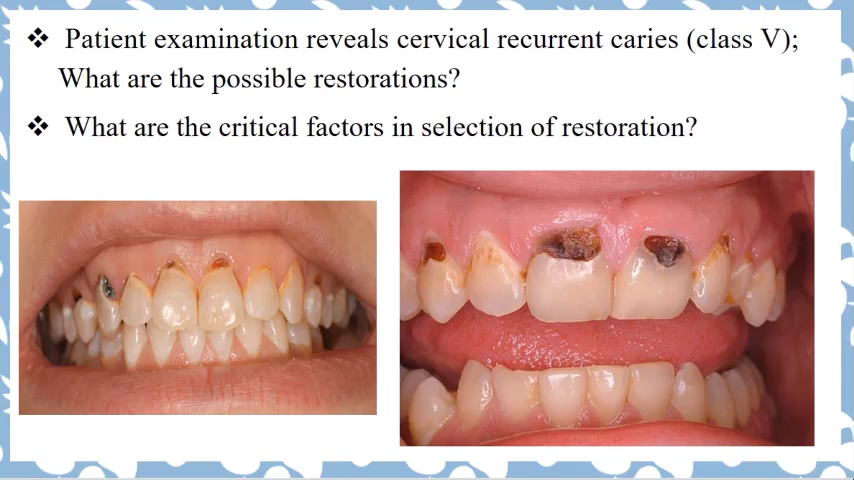 ❖ Patient examination reveals cervical recurrent caries (class V);
What are the possible restorations?
❖ What are the critical factors in selection of restoration?